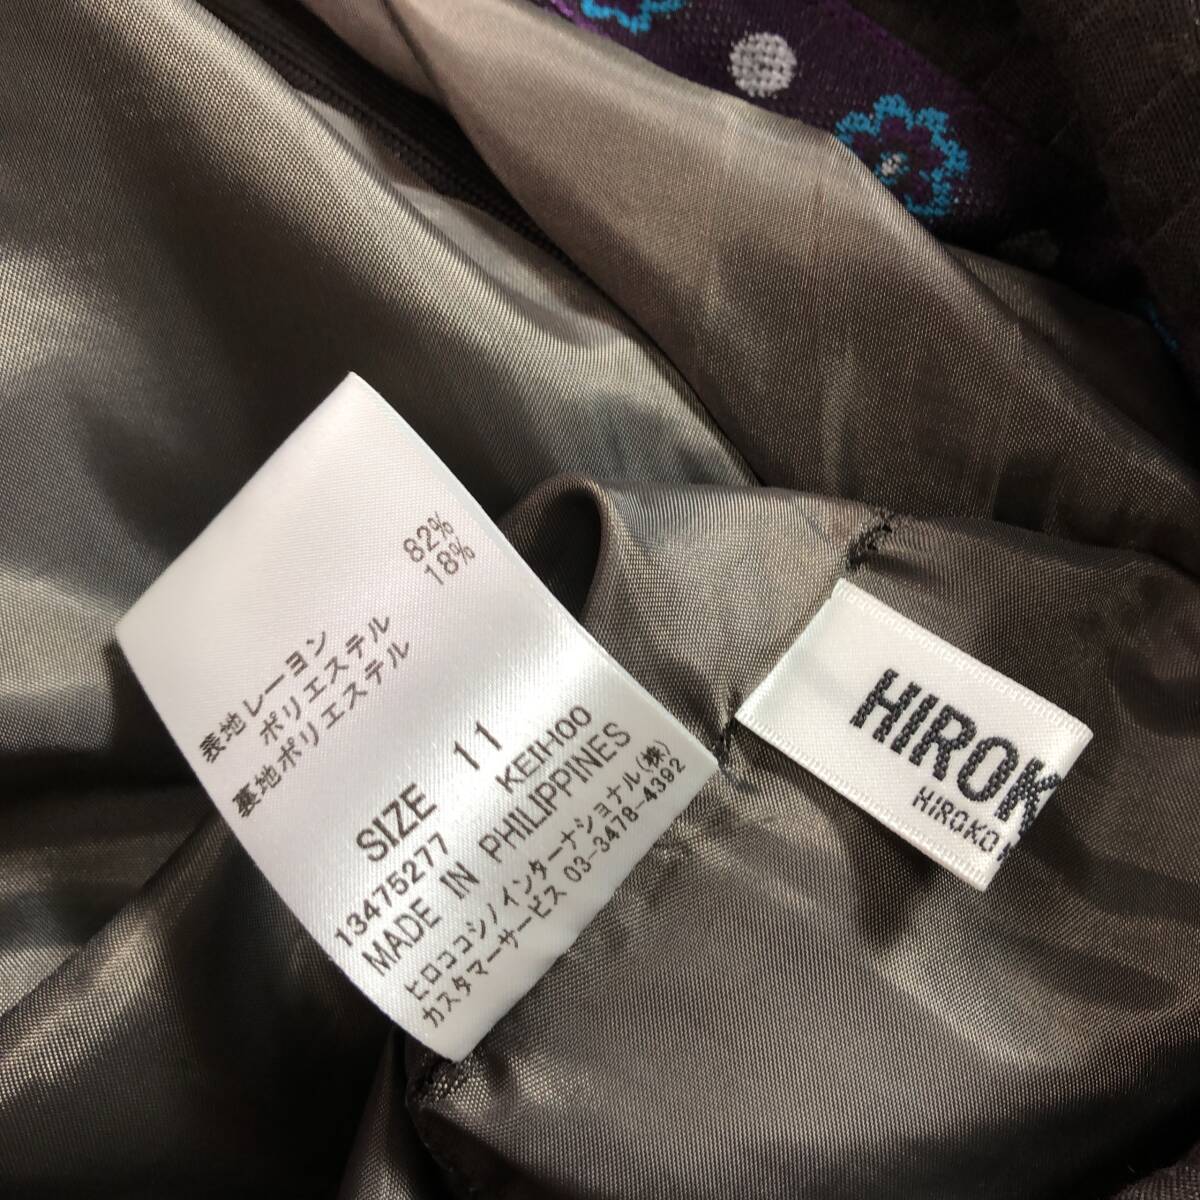 表地レーヨン 82%
ポリエステル 18%
裏地ポリエステル
SIZE 11
13475277 KEIHOO
MADE IN PHILIPPINES
ヒロココシノインターナショナル(株)
カスタマーサービス 03-3478-4392
HIROK
HIROKO